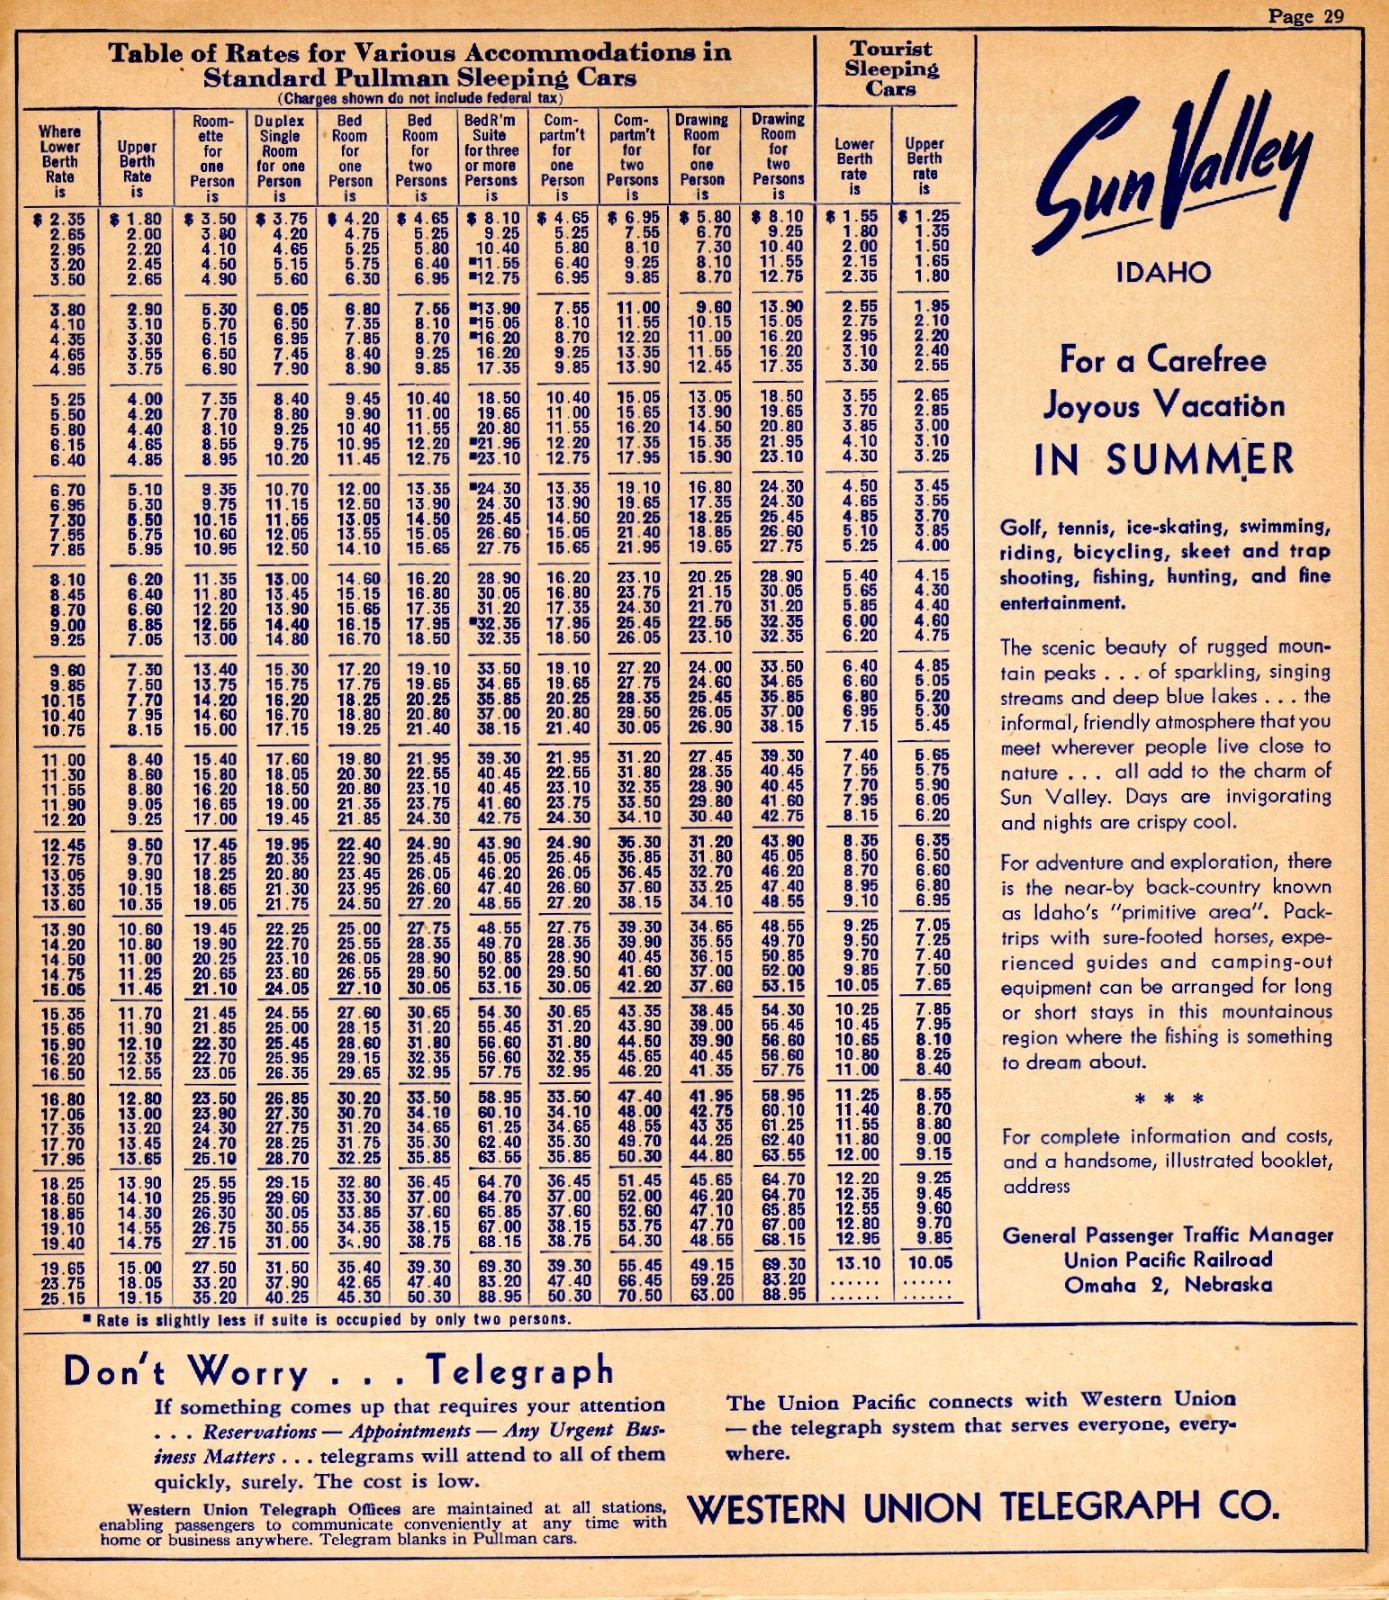 Page 29
Table of Rates for Various Accommodations in
Standard Pullman Sleeping Cars
(Charges shown do not include federal tax)
Tourist
Sleeping
Cars
Where Lower Berth Rate is
Upper Berth Rate is
Room-ette for one Person is
Duplex Single Room for one Person is
Bed Room for one Person is
Bed Room for two Persons is
BedR'm Suite for three or more Persons is
Com-partm't for one Person is
Com-partm't for two Persons is
Drawing Room for one Person is
Drawing Room for two Persons is
Lower Berth rate is
Upper Berth rate is
$ 2.35 $ 1.80 $ 3.50 $ 3.75 $ 4.20 $ 4.65 $ 8.10 $ 4.65 $ 6.95 $ 5.80 $ 8.10 $ 1.55 $ 1.25
2.65 2.00 3.80 4.20 4.75 5.25 9.25 5.25 7.55 6.70 9.25 1.80 1.35
2.95 2.20 4.10 4.65 5.25 5.80 10.40 5.80 8.10 7.30 10.40 2.00 1.50
3.20 2.45 4.50 5.15 5.75 6.40 ■11.55 6.40 9.25 8.10 11.55 2.15 1.65
3.50 2.65 4.90 5.60 6.30 6.95 ■12.75 6.95 9.85 8.70 12.75 2.35 1.80
3.80 2.90 5.30 6.05 6.80 7.55 ■13.90 7.55 11.00 9.60 13.90 2.55 1.95
4.10 3.10 5.70 6.50 7.35 8.10 ■15.05 8.10 11.55 10.15 15.05 2.75 2.10
4.35 3.30 6.15 6.95 7.85 8.70 ■16.20 8.70 12.20 11.00 16.20 2.95 2.20
4.65 3.55 6.50 7.45 8.40 9.25 16.20 9.25 13.35 11.55 16.20 3.10 2.40
4.95 3.75 6.90 7.90 8.90 9.85 17.35 9.85 13.90 12.45 17.35 3.30 2.55
5.25 4.00 7.35 8.40 9.45 10.40 18.50 10.40 15.05 13.05 18.50 3.55 2.65
5.50 4.20 7.70 8.80 9.90 11.00 19.65 11.00 15.65 13.90 19.65 3.70 2.85
5.80 4.40 8.10 9.25 10.40 11.55 20.80 11.55 16.20 14.50 20.80 3.85 3.00
6.15 4.65 8.55 9.75 10.95 12.20 ■21.95 12.20 17.35 15.35 21.95 4.10 3.10
6.40 4.85 8.95 10.20 11.45 12.75 ■23.10 12.75 17.95 15.90 23.10 4.30 3.25
6.70 5.10 9.35 10.70 12.00 13.35 ■24.30 13.35 19.10 16.80 24.30 4.50 3.45
6.95 5.30 9.75 11.15 12.50 13.90 24.30 13.90 19.65 17.35 24.30 4.65 3.55
7.30 5.50 10.15 11.55 13.05 14.50 25.45 14.50 20.25 18.25 25.45 4.85 3.70
7.55 5.75 10.60 12.05 13.55 15.05 26.60 15.05 21.40 18.85 26.60 5.10 3.85
7.85 5.95 10.95 12.50 14.10 15.65 27.75 15.65 21.95 19.65 27.75 5.25 4.00
8.10 6.20 11.35 13.00 14.60 16.20 28.90 16.20 23.10 20.25 28.90 5.40 4.15
8.45 6.40 11.80 13.45 15.15 16.80 30.05 16.80 23.75 21.15 30.05 5.65 4.30
8.70 6.60 12.20 13.90 15.65 17.35 31.20 17.35 24.30 21.70 31.20 5.85 4.40
9.00 6.85 12.55 14.40 16.15 17.95 ■32.35 17.95 25.45 22.55 32.35 6.00 4.60
9.25 7.05 13.00 14.80 16.70 18.50 32.35 18.50 26.05 23.10 32.35 6.20 4.75
9.60 7.30 13.40 15.30 17.20 19.10 33.50 19.10 27.20 24.00 33.50 6.40 4.85
9.85 7.50 13.75 15.75 17.75 19.65 34.65 19.65 27.75 24.60 34.65 6.60 5.05
10.15 7.70 14.20 16.20 18.25 20.25 35.85 20.25 28.35 25.45 35.85 6.80 5.20
10.40 7.95 14.60 16.70 18.80 20.80 37.00 20.80 29.50 26.05 37.00 6.95 5.30
10.75 8.15 15.00 17.15 19.25 21.40 38.15 21.40 30.05 26.90 38.15 7.15 5.45
11.00 8.40 15.40 17.60 19.80 21.95 39.30 21.95 31.20 27.45 39.30 7.40 5.65
11.30 8.60 15.80 18.05 20.30 22.55 40.45 22.55 31.80 28.35 40.45 7.55 5.75
11.55 8.80 16.20 18.50 20.80 23.10 40.45 23.10 32.35 28.90 40.45 7.70 5.90
11.90 9.05 16.65 19.00 21.35 23.75 41.60 23.75 33.50 29.80 41.60 7.95 6.05
12.20 9.25 17.00 19.45 21.85 24.30 42.75 24.30 34.10 30.40 42.75 8.15 6.20
12.45 9.50 17.45 19.95 22.40 24.90 43.90 24.90 35.30 31.20 43.90 8.35 6.35
12.75 9.70 17.85 20.35 22.90 25.45 45.05 25.45 35.85 31.80 45.05 8.50 6.50
13.05 9.90 18.25 20.80 23.45 26.05 46.20 26.05 36.45 32.70 46.20 8.70 6.60
13.35 10.15 18.65 21.30 23.95 26.60 47.40 26.60 37.60 33.25 47.40 8.95 6.80
13.60 10.35 19.05 21.75 24.50 27.20 48.55 27.20 38.15 34.10 48.55 9.10 6.95
13.90 10.60 19.45 22.25 25.00 27.75 48.55 27.75 39.30 34.65 48.55 9.25 7.05
14.20 10.80 19.90 22.70 25.55 28.35 49.70 28.35 39.90 35.55 49.70 9.50 7.25
14.50 11.00 20.25 23.10 26.05 28.90 50.85 28.90 40.45 36.15 50.85 9.70 7.40
14.75 11.25 20.65 23.60 26.55 29.50 52.00 29.50 41.60 37.00 52.00 9.85 7.50
15.05 11.45 21.10 24.05 27.10 30.05 53.15 30.05 42.20 37.60 53.15 10.05 7.65
15.35 11.70 21.45 24.55 27.60 30.65 54.30 30.65 43.35 38.45 54.30 10.25 7.85
15.65 11.90 21.85 25.00 28.15 31.20 55.45 31.20 43.90 39.00 55.45 10.45 7.95
15.90 12.10 22.30 25.45 28.60 31.80 56.60 31.80 44.50 39.90 56.60 10.65 8.10
16.20 12.35 22.70 25.95 29.15 32.35 56.60 32.35 45.65 40.45 56.60 10.80 8.25
16.50 12.55 23.05 26.35 29.65 32.95 57.75 32.95 46.20 41.35 57.75 11.00 8.40
16.80 12.80 23.50 26.85 30.20 33.50 58.95 33.50 47.40 41.95 58.95 11.25 8.55
17.05 13.00 23.90 27.30 30.70 34.10 60.10 34.10 48.00 42.75 60.10 11.40 8.70
17.35 13.20 24.30 27.75 31.20 34.65 61.25 34.65 48.55 43.35 61.25 11.55 8.80
17.70 13.45 24.70 28.25 31.75 35.30 62.40 35.30 49.70 44.25 62.40 11.80 9.00
17.95 13.65 25.10 28.70 32.25 35.85 63.55 35.85 50.30 44.80 63.55 12.00 9.15
18.25 13.90 25.55 29.15 32.80 36.45 64.70 36.45 51.45 45.65 64.70 12.20 9.25
18.50 14.10 25.95 29.60 33.30 37.00 64.70 37.00 52.00 46.20 64.70 12.35 9.45
18.85 14.30 26.30 30.05 33.85 37.60 65.85 37.60 52.60 47.10 65.85 12.55 9.60
19.10 14.55 26.75 30.55 34.35 38.15 67.00 38.15 53.75 47.70 67.00 12.80 9.70
19.40 14.75 27.15 31.00 34.90 38.75 68.15 38.75 54.30 48.55 68.15 12.95 9.85
19.65 15.00 27.50 31.50 35.40 39.30 69.30 39.30 55.45 49.15 69.30 13.10 10.05
23.75 18.05 33.20 37.90 42.65 47.40 83.20 47.40 66.45 59.25 83.20 ...... ......
25.15 19.15 35.20 40.25 45.30 50.30 88.95 50.30 70.50 63.00 88.95 ...... ......
■ Rate is slightly less if suite is occupied by only two persons.
Sun Valley
IDAHO
For a Carefree
Joyous Vacation
IN SUMMER
Golf, tennis, ice-skating, swimming,
riding, bicycling, skeet and trap
shooting, fishing, hunting, and fine
entertainment.
The scenic beauty of rugged moun-
tain peaks . . . of sparkling, singing
streams and deep blue lakes . . . the
informal, friendly atmosphere that you
meet wherever people live close to
nature . . . all add to the charm of
Sun Valley. Days are invigorating
and nights are crispy cool.
For adventure and exploration, there
is the near-by back-country known
as Idaho's "primitive area". Pack-
trips with sure-footed horses, expe-
rienced guides and camping-out
equipment can be arranged for long
or short stays in this mountainous
region where the fishing is something
to dream about.
* * *
For complete information and costs,
and a handsome, illustrated booklet,
address
General Passenger Traffic Manager
Union Pacific Railroad
Omaha 2, Nebraska
Don't Worry . . . Telegraph
If something comes up that requires your attention
. . . Reservations — Appointments — Any Urgent Bus-
iness Matters . . . telegrams will attend to all of them
quickly, surely. The cost is low.
Western Union Telegraph Offices are maintained at all stations,
enabling passengers to communicate conveniently at any time with
home or business anywhere. Telegram blanks in Pullman cars.
The Union Pacific connects with Western Union
— the telegraph system that serves everyone, every-
where.
WESTERN UNION TELEGRAPH CO.